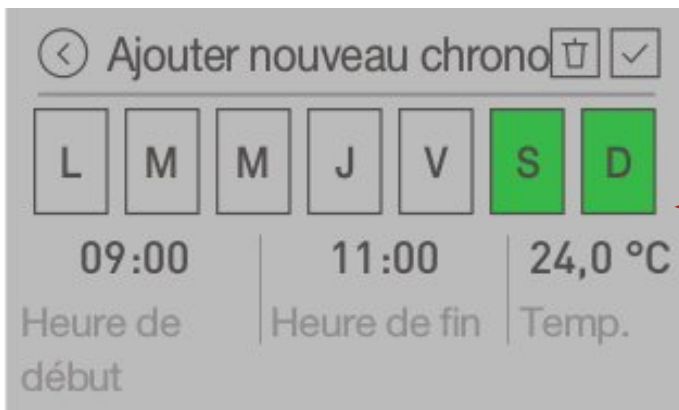 Ajouter nouveau chrono
L M M J V S D
09:00 11:00 24,0 °C
Heure de Heure de fin Temp.
début